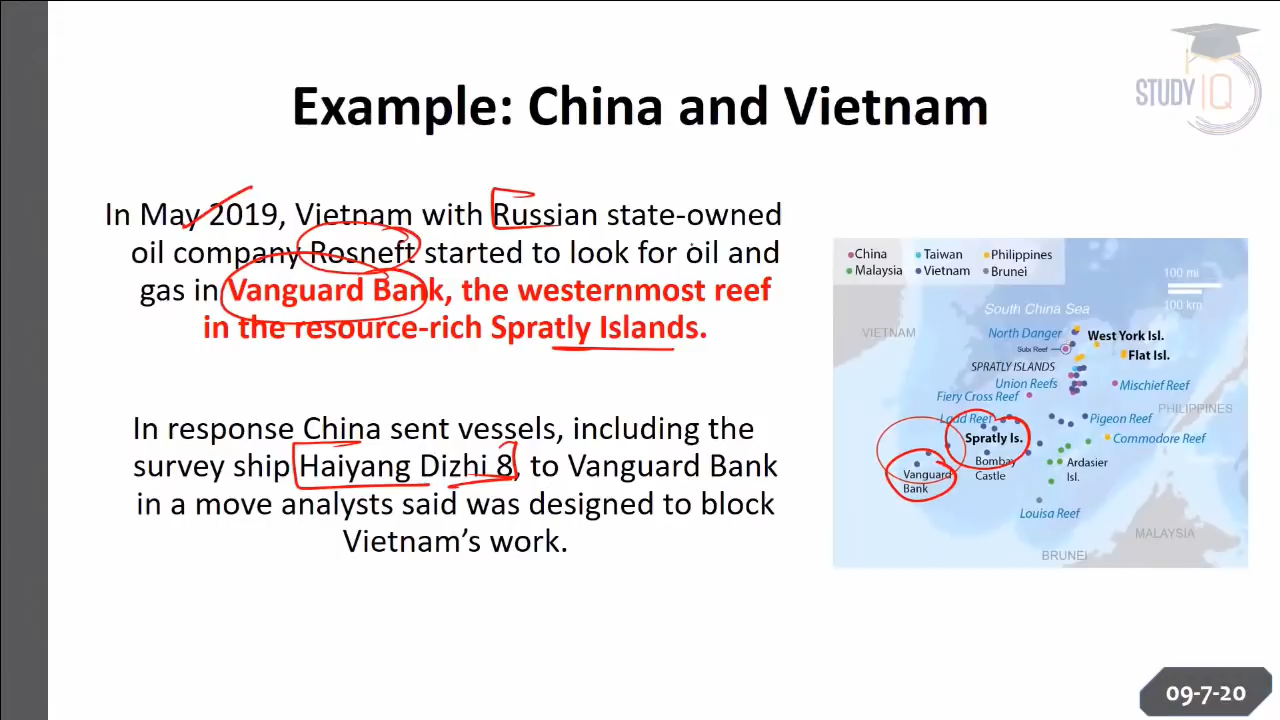 STUDY IQ
Example: China and Vietnam
In May 2019, Vietnam with Russian state-owned
oil company Rosneft started to look for oil and
gas in Vanguard Bank, the westernmost reef
in the resource-rich Spratly Islands.
In response China sent vessels, including the
survey ship Haiyang Dizhi 8, to Vanguard Bank
in a move analysts said was designed to block
Vietnam’s work.
China
Taiwan
Philippines
Malaysia
Vietnam
Brunei
100 mi
100 km
South China Sea
VIETNAM
North Danger
West York Isl.
Subi Reef
Flat Isl.
SPRATLY ISLANDS
Union Reefs
Mischief Reef
Fiery Cross Reef
PHILIPPINES
Ladd Reef
Pigeon Reef
Spratly Is.
Commodore Reef
Bombay
Castle
Ardasier
Isl.
Vanguard
Bank
Louisa Reef
MALAYSIA
BRUNEI
09-7-20